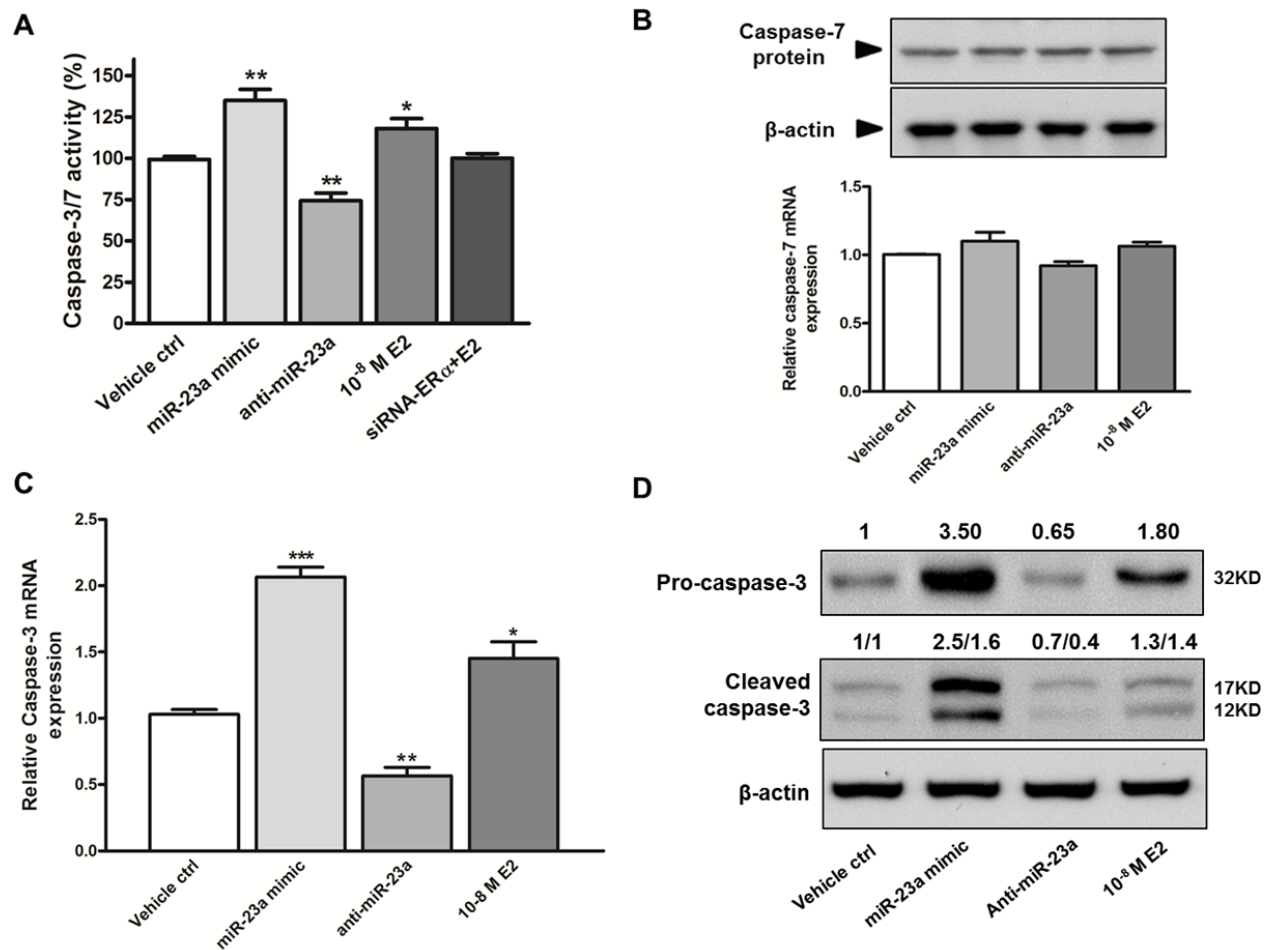 A
Caspase-3/7 activity (%)
150
125
100
75
50
25
0
**
**
*
Vehicle ctrl
miR-23a mimic
anti-miR-23a
10⁻⁸ M E2
siRNA-ERα+E2
B
Caspase-7
protein
β-actin
Relative caspase-7 mRNA
expression
1.5
1.0
0.5
0.0
Vehicle ctrl
miR-23a mimic
anti-miR-23a
10⁻⁸ M E2
C
Relative Caspase-3 mRNA
expression
2.5
2.0
1.5
1.0
0.5
0.0
***
**
*
Vehicle ctrl
miR-23a mimic
anti-miR-23a
10-8 M E2
D
1 3.50 0.65 1.80
Pro-caspase-3 32KD
1/1 2.5/1.6 0.7/0.4 1.3/1.4
Cleaved 17KD
caspase-3 12KD
β-actin
Vehicle ctrl
miR-23a mimic
Anti-miR-23a
10⁻⁸ M E2